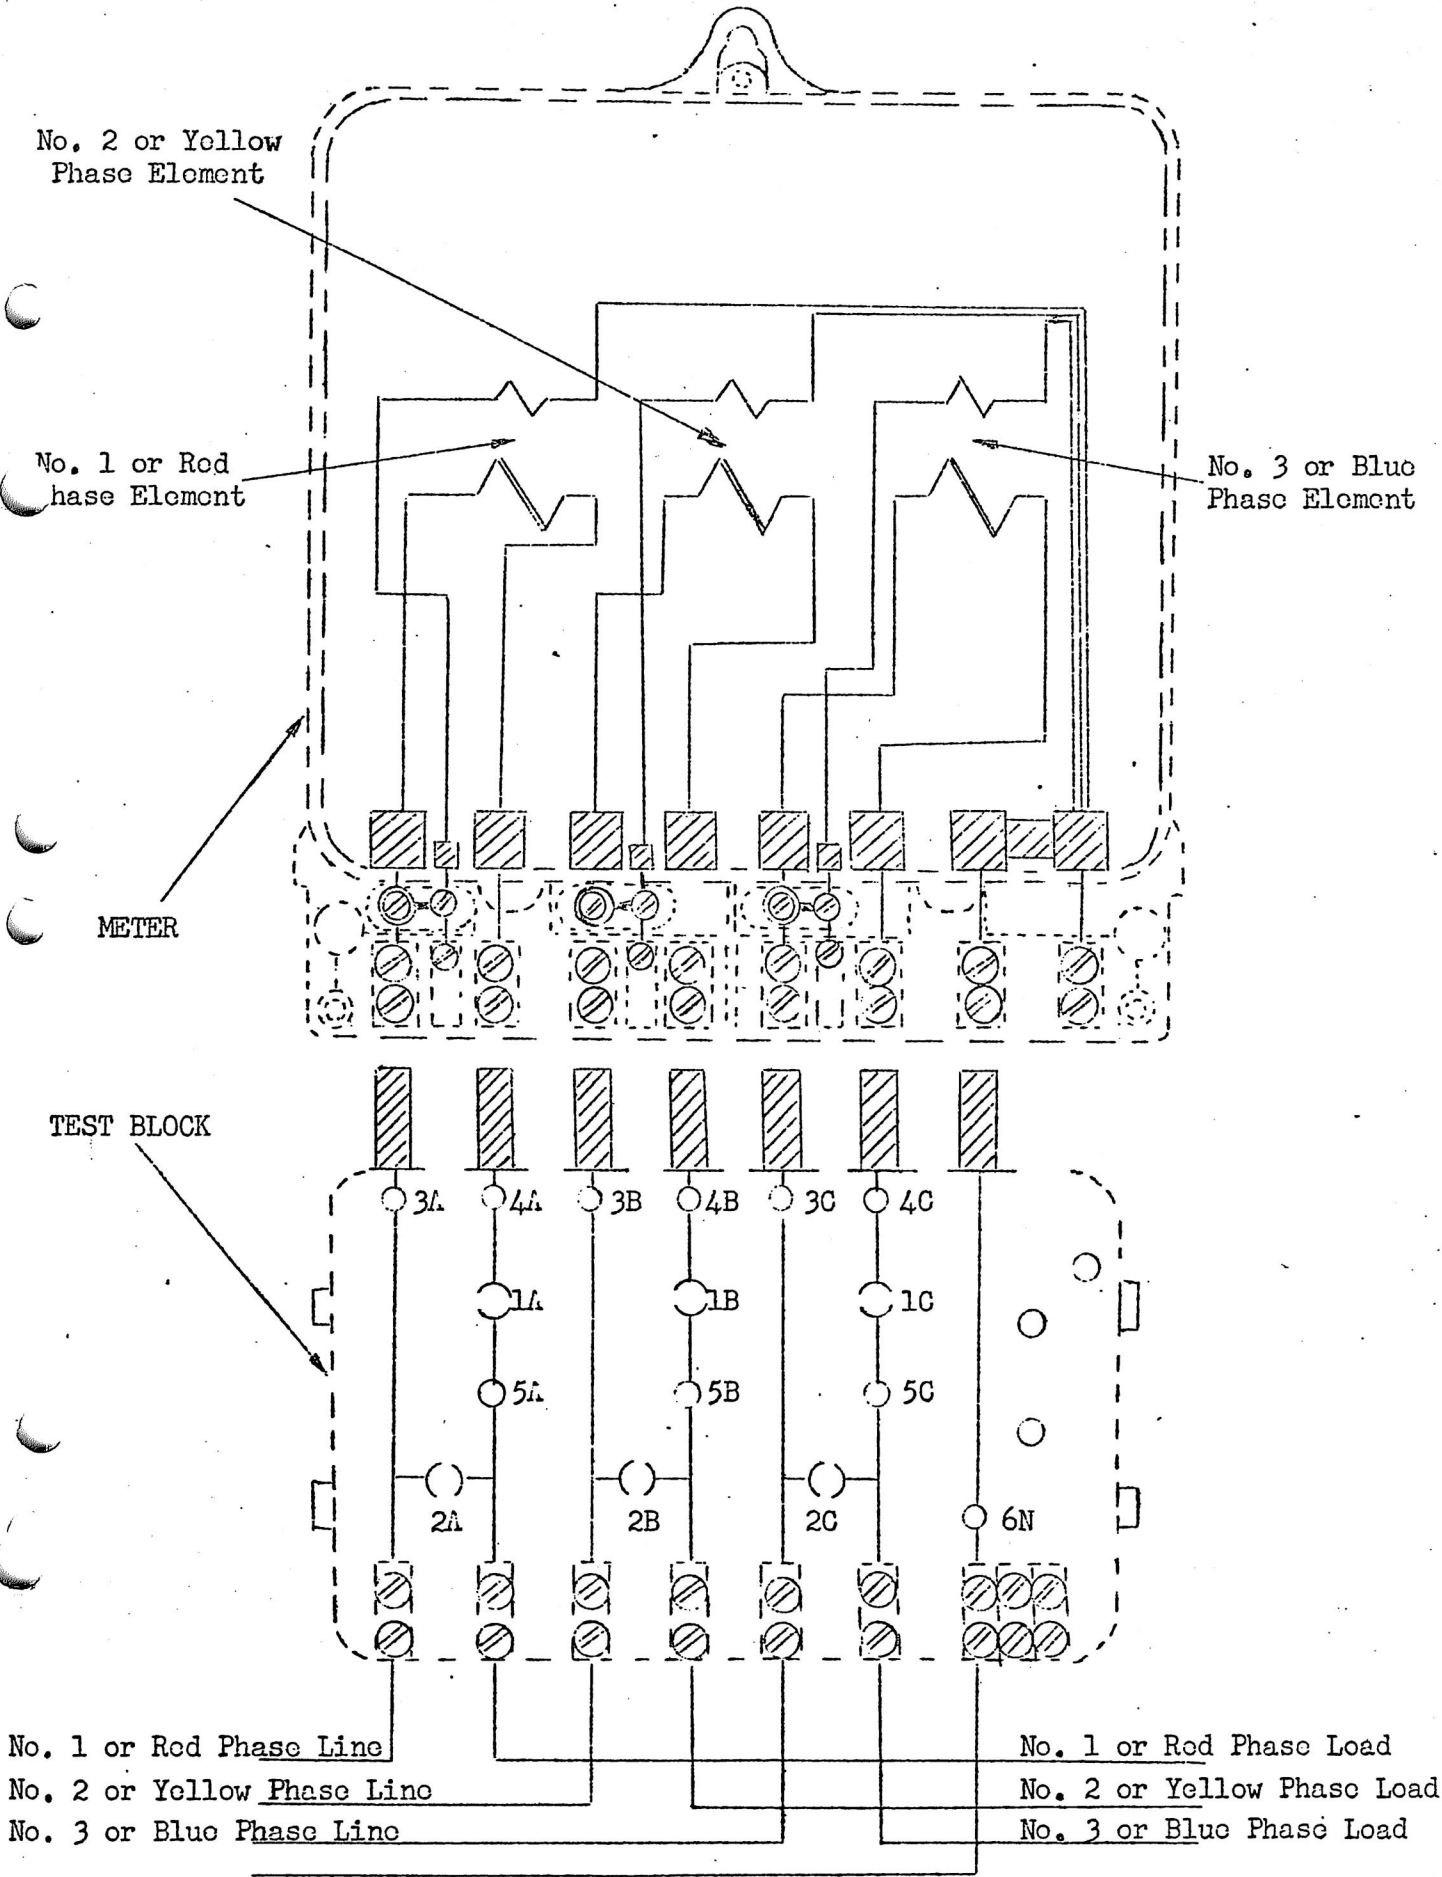 No. 2 or Yellow
Phase Element
No. 1 or Red
hase Element
No. 3 or Blue
Phase Element
METER
TEST BLOCK
3A 4A 3B 4B 3C 4C
1A 1B 1C
5A 5B 5C
2A 2B 2C 6N
No. 1 or Red Phase Line
No. 2 or Yellow Phase Line
No. 3 or Blue Phase Line
No. 1 or Red Phase Load
No. 2 or Yellow Phase Load
No. 3 or Blue Phase Load